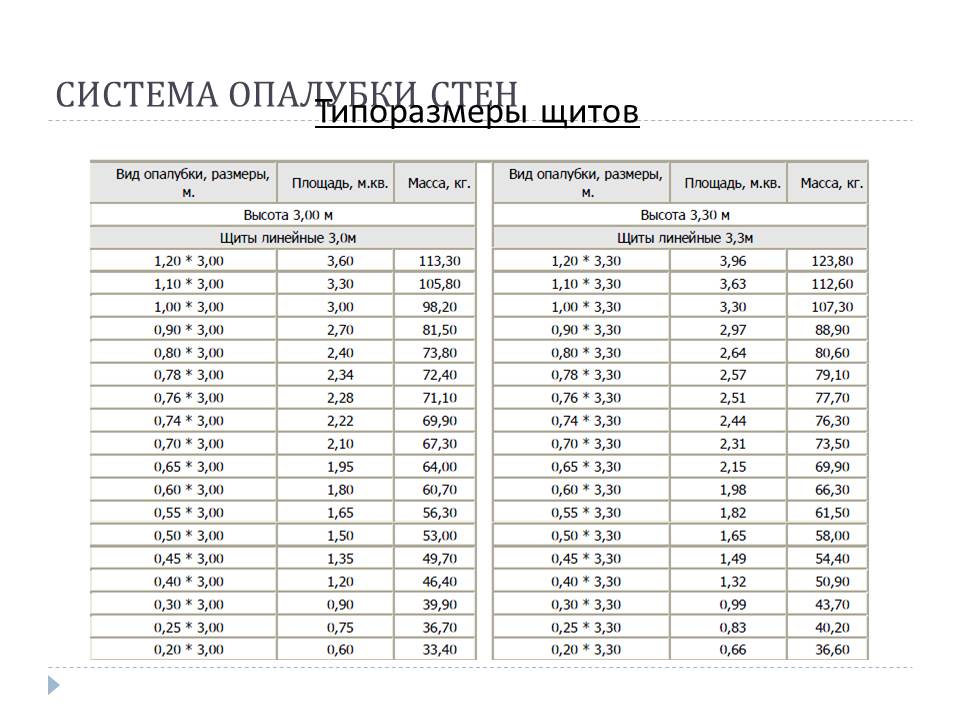 СИСТЕМА ОПАЛУБКИ СТЕН
Типоразмеры щитов
Вид опалубки, размеры, м. Площадь, м.кв. Масса, кг.
Высота 3,00 м
Щиты линейные 3,0м
1,20 * 3,00 3,60 113,30
1,10 * 3,00 3,30 105,80
1,00 * 3,00 3,00 98,20
0,90 * 3,00 2,70 81,50
0,80 * 3,00 2,40 73,80
0,78 * 3,00 2,34 72,40
0,76 * 3,00 2,28 71,10
0,74 * 3,00 2,22 69,90
0,70 * 3,00 2,10 67,30
0,65 * 3,00 1,95 64,00
0,60 * 3,00 1,80 60,70
0,55 * 3,00 1,65 56,30
0,50 * 3,00 1,50 53,00
0,45 * 3,00 1,35 49,70
0,40 * 3,00 1,20 46,40
0,30 * 3,00 0,90 39,90
0,25 * 3,00 0,75 36,70
0,20 * 3,00 0,60 33,40
Вид опалубки, размеры, м. Площадь, м.кв. Масса, кг.
Высота 3,30 м
Щиты линейные 3,3м
1,20 * 3,30 3,96 123,80
1,10 * 3,30 3,63 112,60
1,00 * 3,30 3,30 107,30
0,90 * 3,30 2,97 88,90
0,80 * 3,30 2,64 80,60
0,78 * 3,30 2,57 79,10
0,76 * 3,30 2,51 77,70
0,74 * 3,30 2,44 76,30
0,70 * 3,30 2,31 73,50
0,65 * 3,30 2,15 69,90
0,60 * 3,30 1,98 66,30
0,55 * 3,30 1,82 61,50
0,50 * 3,30 1,65 58,00
0,45 * 3,30 1,49 54,40
0,40 * 3,30 1,32 50,90
0,30 * 3,30 0,99 43,70
0,25 * 3,30 0,83 40,20
0,20 * 3,30 0,66 36,60